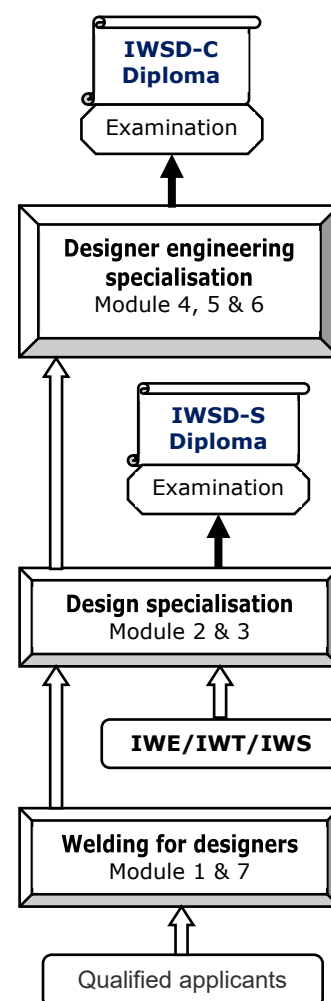 IWSD-C
Diploma
Examination
Designer engineering
specialisation
Module 4, 5 & 6
IWSD-S
Diploma
Examination
Design specialisation
Module 2 & 3
IWE/IWT/IWS
Welding for designers
Module 1 & 7
Qualified applicants